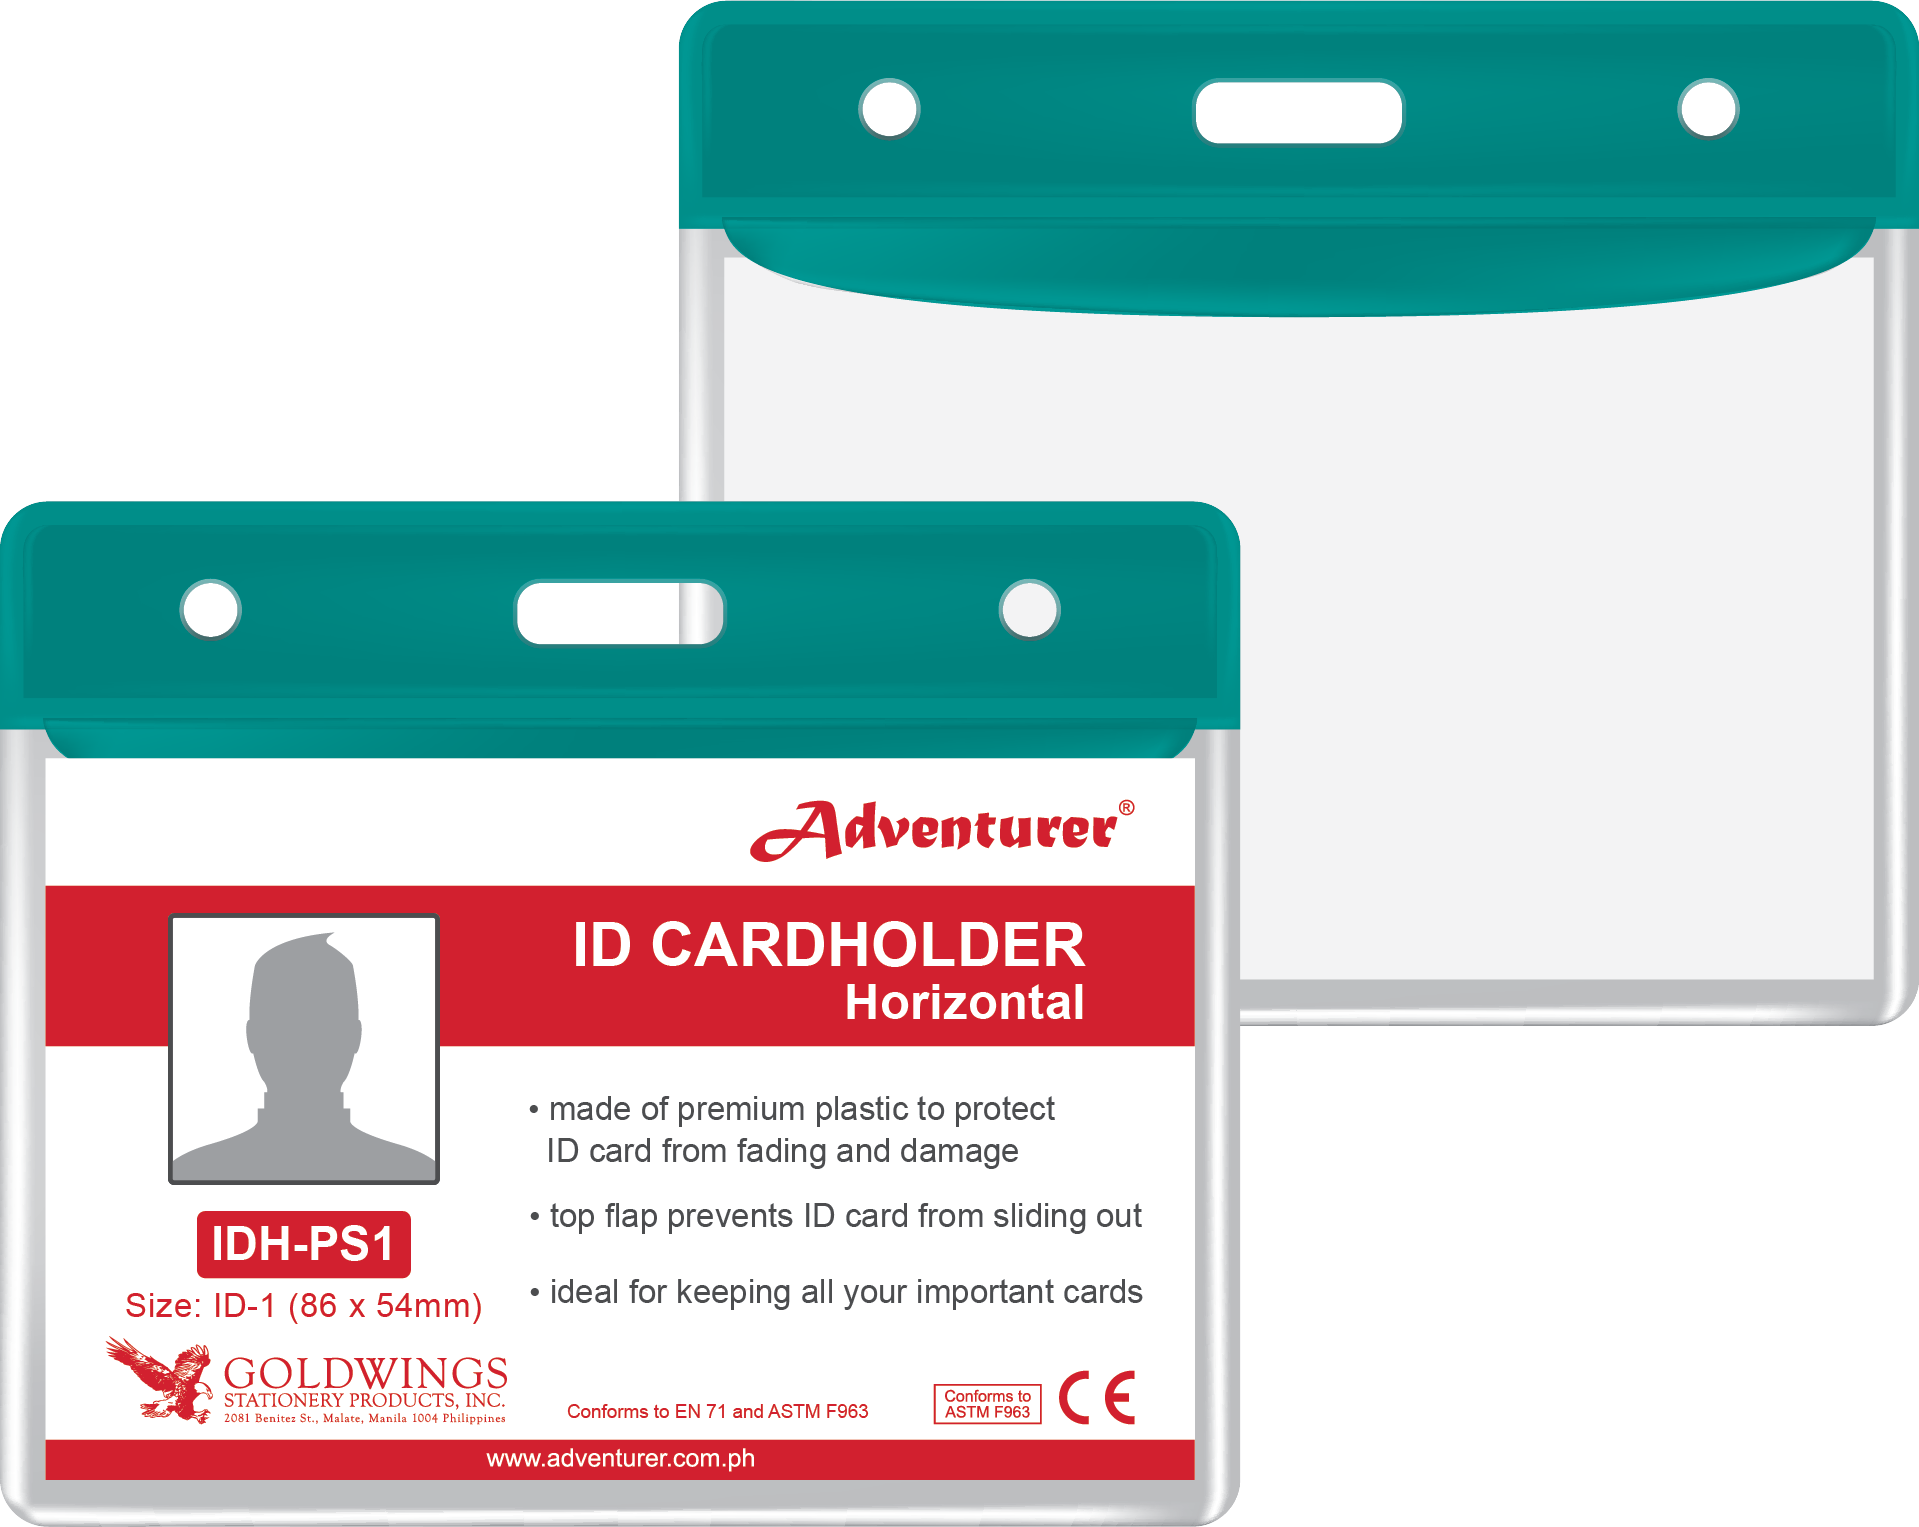 Adventurer®
ID CARDHOLDER
Horizontal
• made of premium plastic to protect
ID card from fading and damage
• top flap prevents ID card from sliding out
• ideal for keeping all your important cards
IDH-PS1
Size: ID-1 (86 x 54mm)
GOLDWINGS
STATIONERY PRODUCTS, INC.
2081 Benitez St., Malate, Manila 1004 Philippines
Conforms to EN 71 and ASTM F963
Conforms to
ASTM F963
CE
www.adventurer.com.ph